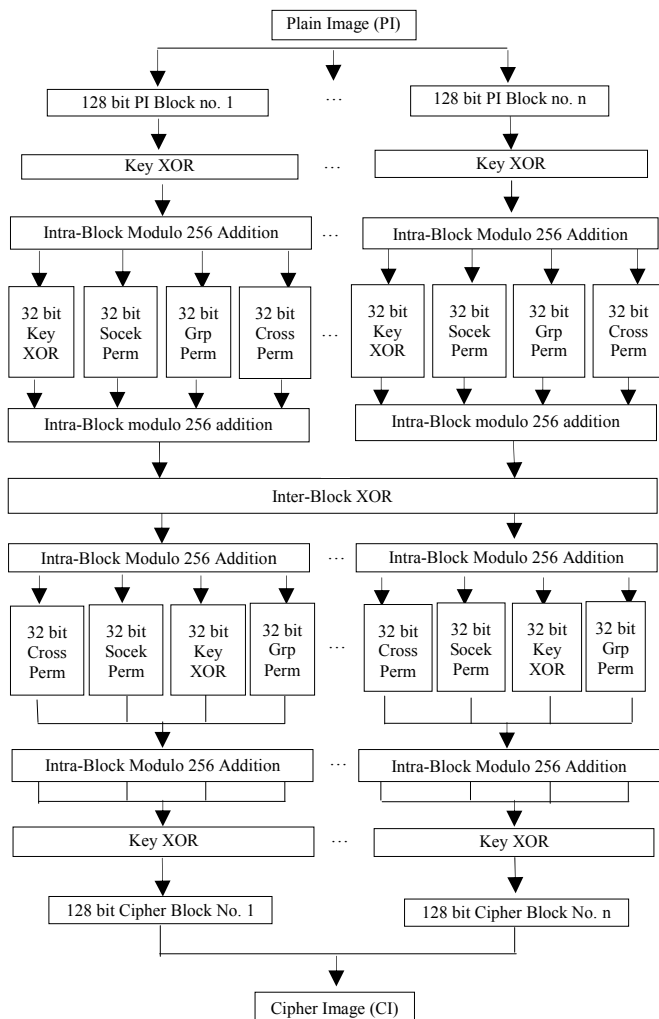 Plain Image (PI)
128 bit PI Block no. 1 ... 128 bit PI Block no. n
Key XOR ... Key XOR
Intra-Block Modulo 256 Addition ... Intra-Block Modulo 256 Addition
32 bit Key XOR
32 bit Socek Perm
32 bit Grp Perm
32 bit Cross Perm
...
32 bit Key XOR
32 bit Socek Perm
32 bit Grp Perm
32 bit Cross Perm
Intra-Block modulo 256 addition
Intra-Block modulo 256 addition
Inter-Block XOR
Intra-Block Modulo 256 Addition ... Intra-Block Modulo 256 Addition
32 bit Cross Perm
32 bit Socek Perm
32 bit Key XOR
32 bit Grp Perm
...
32 bit Cross Perm
32 bit Socek Perm
32 bit Key XOR
32 bit Grp Perm
Intra-Block Modulo 256 Addition ... Intra-Block Modulo 256 Addition
Key XOR ... Key XOR
128 bit Cipher Block No. 1
128 bit Cipher Block No. n
Cipher Image (CI)